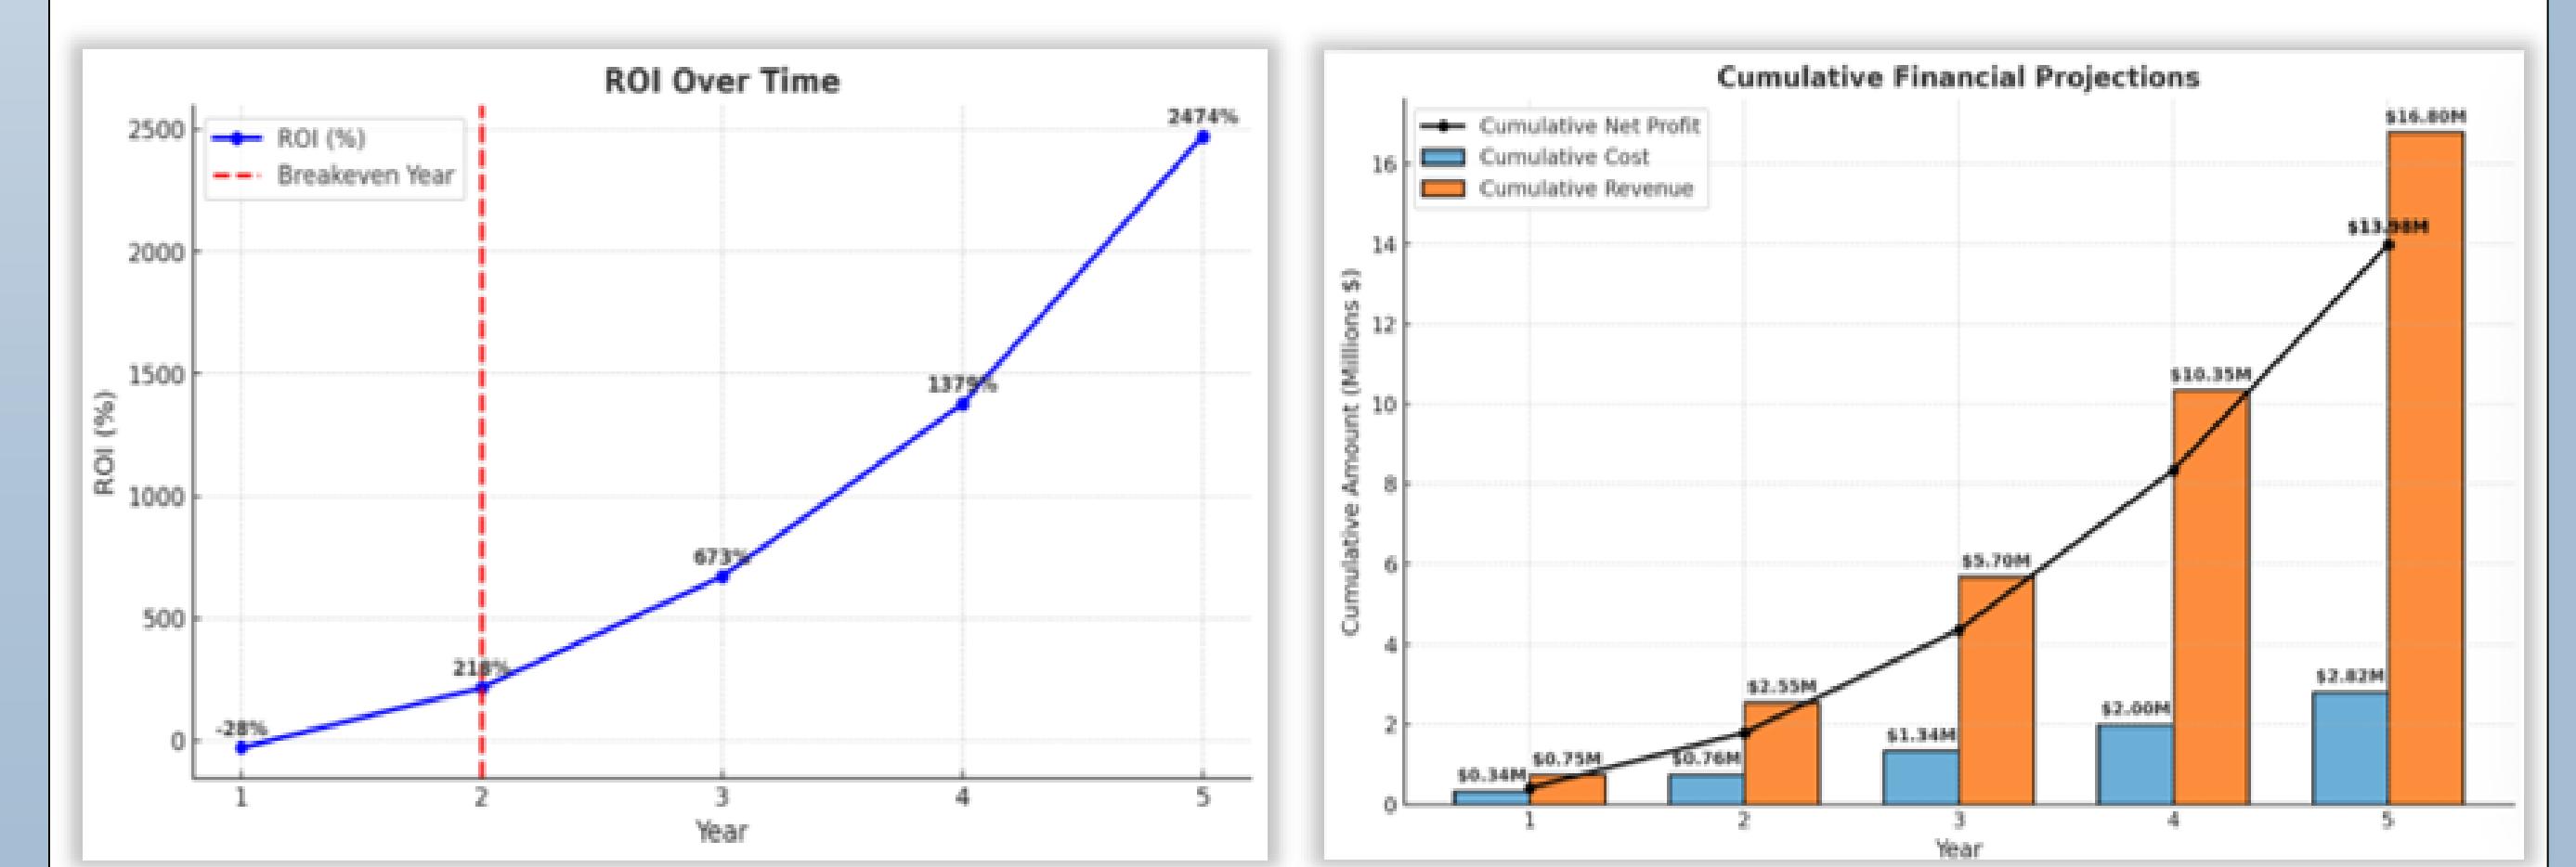 ROI Over Time
ROI (%)
Breakeven Year
2500
2000
1500
1000
500
0
ROI (%)
-28%
218%
673%
1379%
2474%
1
2
3
4
5
Year
Cumulative Financial Projections
Cumulative Net Profit
Cumulative Cost
Cumulative Revenue
16
14
12
10
8
6
4
2
0
Cumulative Amount (Millions $)
$0.34M
$0.75M
$0.76M
$2.55M
$1.34M
$5.70M
$2.00M
$10.35M
$2.82M
$13.98M
$16.80M
1
2
3
4
5
Year